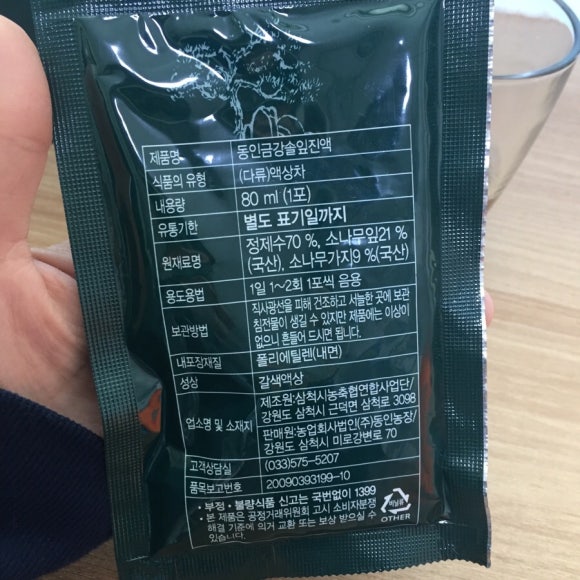 제품명 동인금강솔잎진액
식품의 유형 (다류)액상차
내용량 80 ml (1포)
유통기한 별도 표기일까지
원재료명 정제수70 %, 소나무잎21 %
(국산), 소나무가지9 %(국산)
용도용법 1일 1~2회 1포씩 음용
보관방법 직사광선을 피해 건조하고 서늘한 곳에 보관
침전물이 생길 수 있지만 제품에는 이상이
없으니 흔들어 드시면 됩니다.
내포장재질 폴리에틸렌(내면)
성상 갈색액상
업소명 및 소재지 제조원:삼척시농축협연합사업단/
강원도 삼척시 근덕면 삼척로 3098
판매원:농업회사법인(주)동인농장/
강원도 삼척시 미로강변로 70
고객상담실 (033)575-5207
품목보고번호 20090393199-10
• 부정・불량식품 신고는 국번없이 1399
• 본 제품은 공정거래위원회 고시 소비자분쟁
해결 기준에 의거 교환 또는 보상 받으실 수
있습니다.
비닐류
OTHER